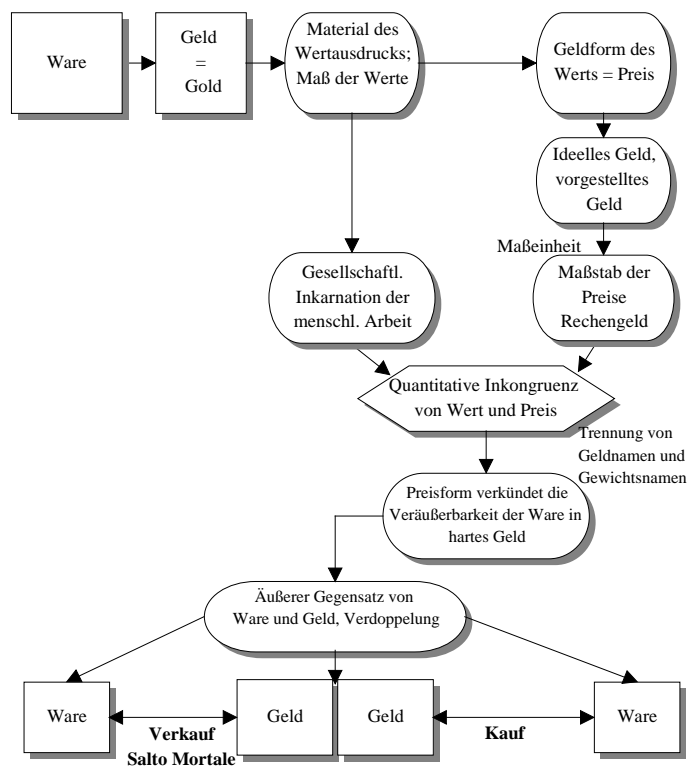 Ware
Geld
=
Gold
Material des
Wertausdrucks;
Maß der Werte
Geldform des
Werts = Preis
Ideelles Geld,
vorgestelltes
Geld
Maßeinheit
Gesellschaftl.
Inkarnation der
menschl. Arbeit
Maßstab der
Preise
Rechengeld
Quantitative Inkongruenz
von Wert und Preis
Trennung von
Geldnamen und
Gewichtsnamen
Preisform verkündet die
Veräußerbarkeit der Ware in
hartes Geld
Äußerer Gegensatz von
Ware und Geld, Verdoppelung
Ware
Verkauf
Salto Mortale
Geld
Geld
Kauf
Ware